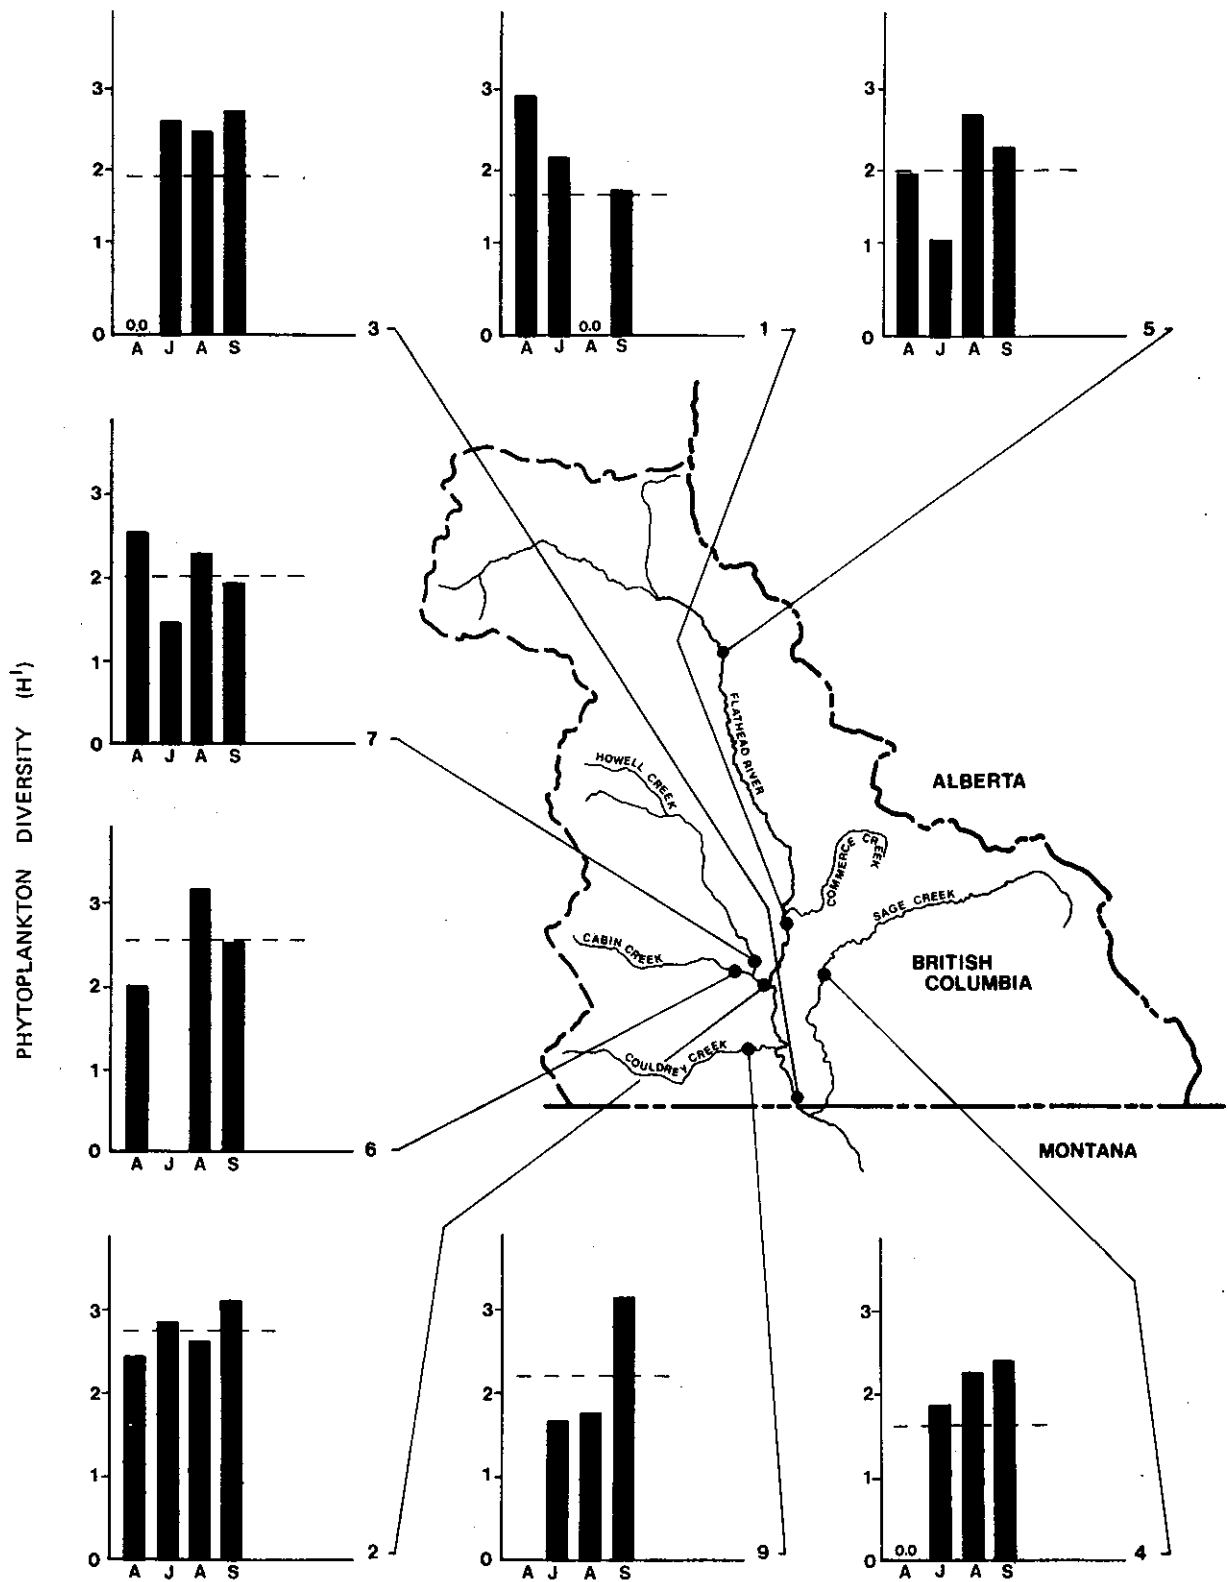 PHYTOPLANKTON DIVERSITY (H')
3
2
1
0
0.0
A J A S
3
3
2
1
0
0.0
A J A S
1
3
2
1
0
A J A S
5
3
2
1
0
A J A S
7
3
2
1
0
A J A S
6
3
2
1
0
A J A S
2
3
2
1
0
A J A S
9
3
2
1
0
0.0
A J A S
4
FLATHEAD RIVER
HOWELL CREEK
ALBERTA
COMMERCE CREEK
SAGE CREEK
CABIN CREEK
BRITISH
COLUMBIA
COULDREY CREEK
MONTANA